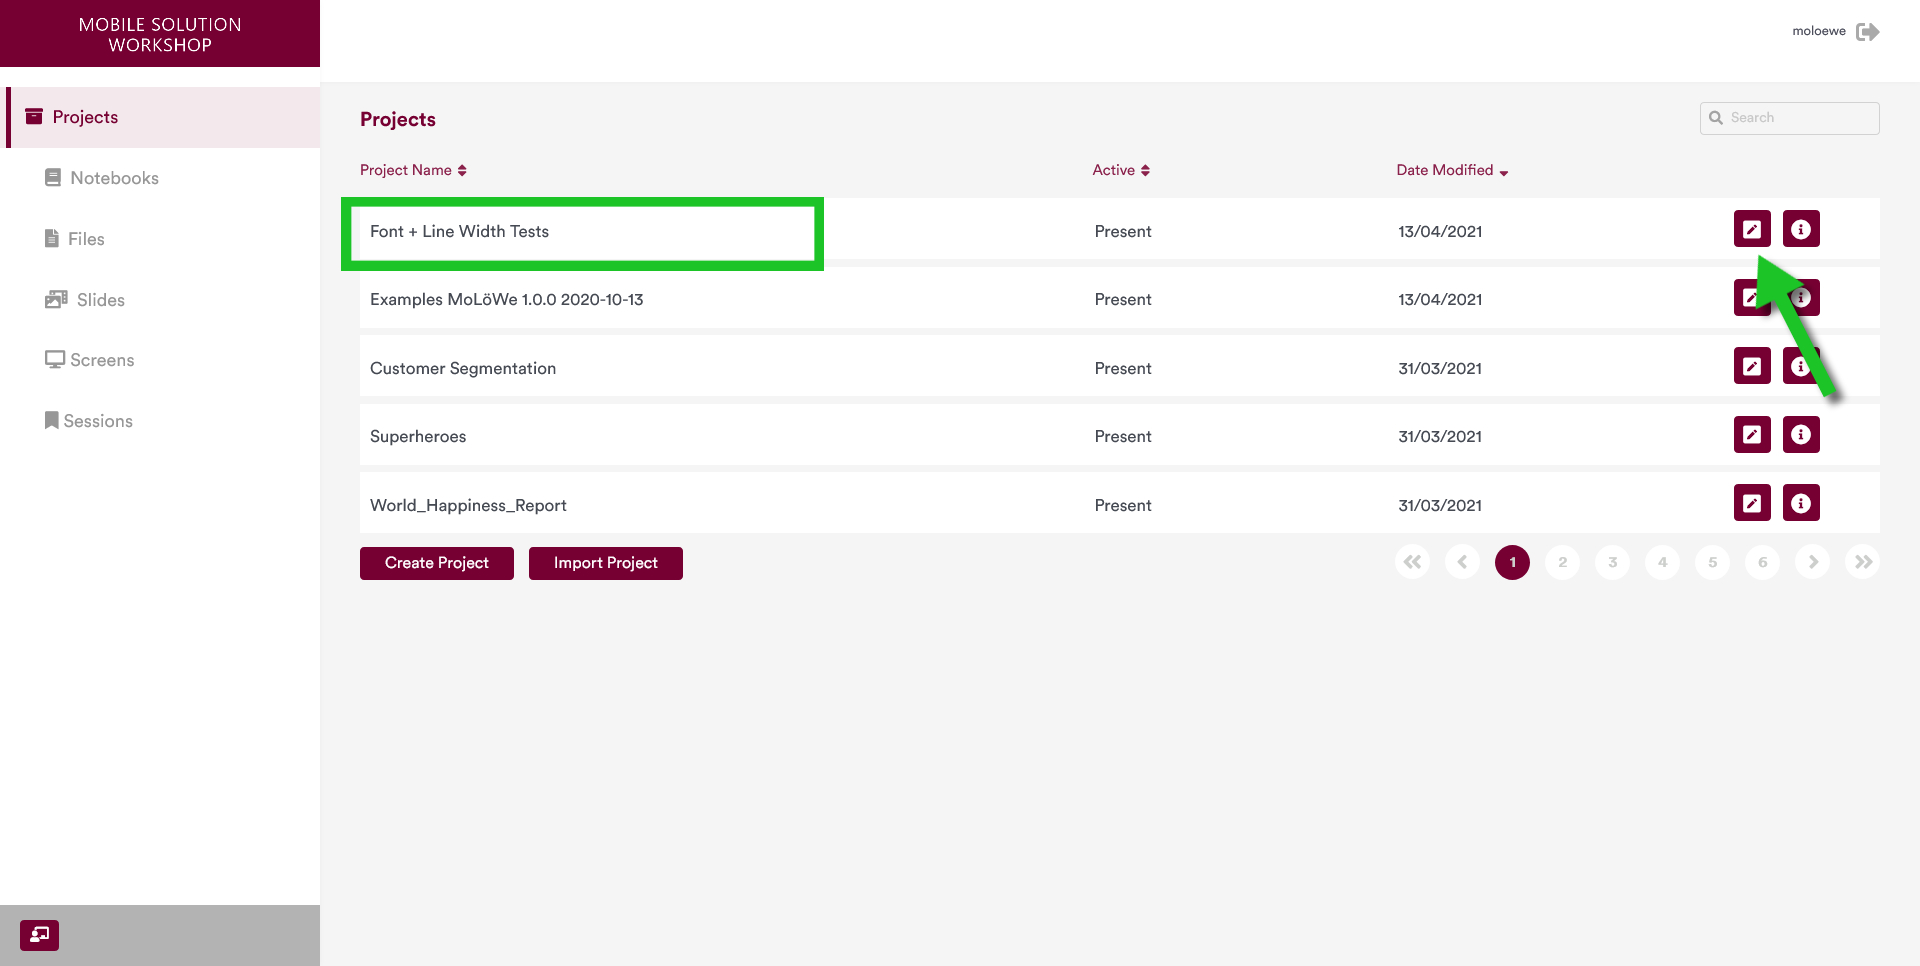 MOBILE SOLUTION
WORKSHOP
moloewe
Projects
Notebooks
Files
Slides
Screens
Sessions
Projects
Search
Project Name Active Date Modified
Font + Line Width Tests Present 13/04/2021
Examples MoLöWe 1.0.0 2020-10-13 Present 13/04/2021
Customer Segmentation Present 31/03/2021
Superheroes Present 31/03/2021
World_Happiness_Report Present 31/03/2021
Create Project Import Project 1 2 3 4 5 6